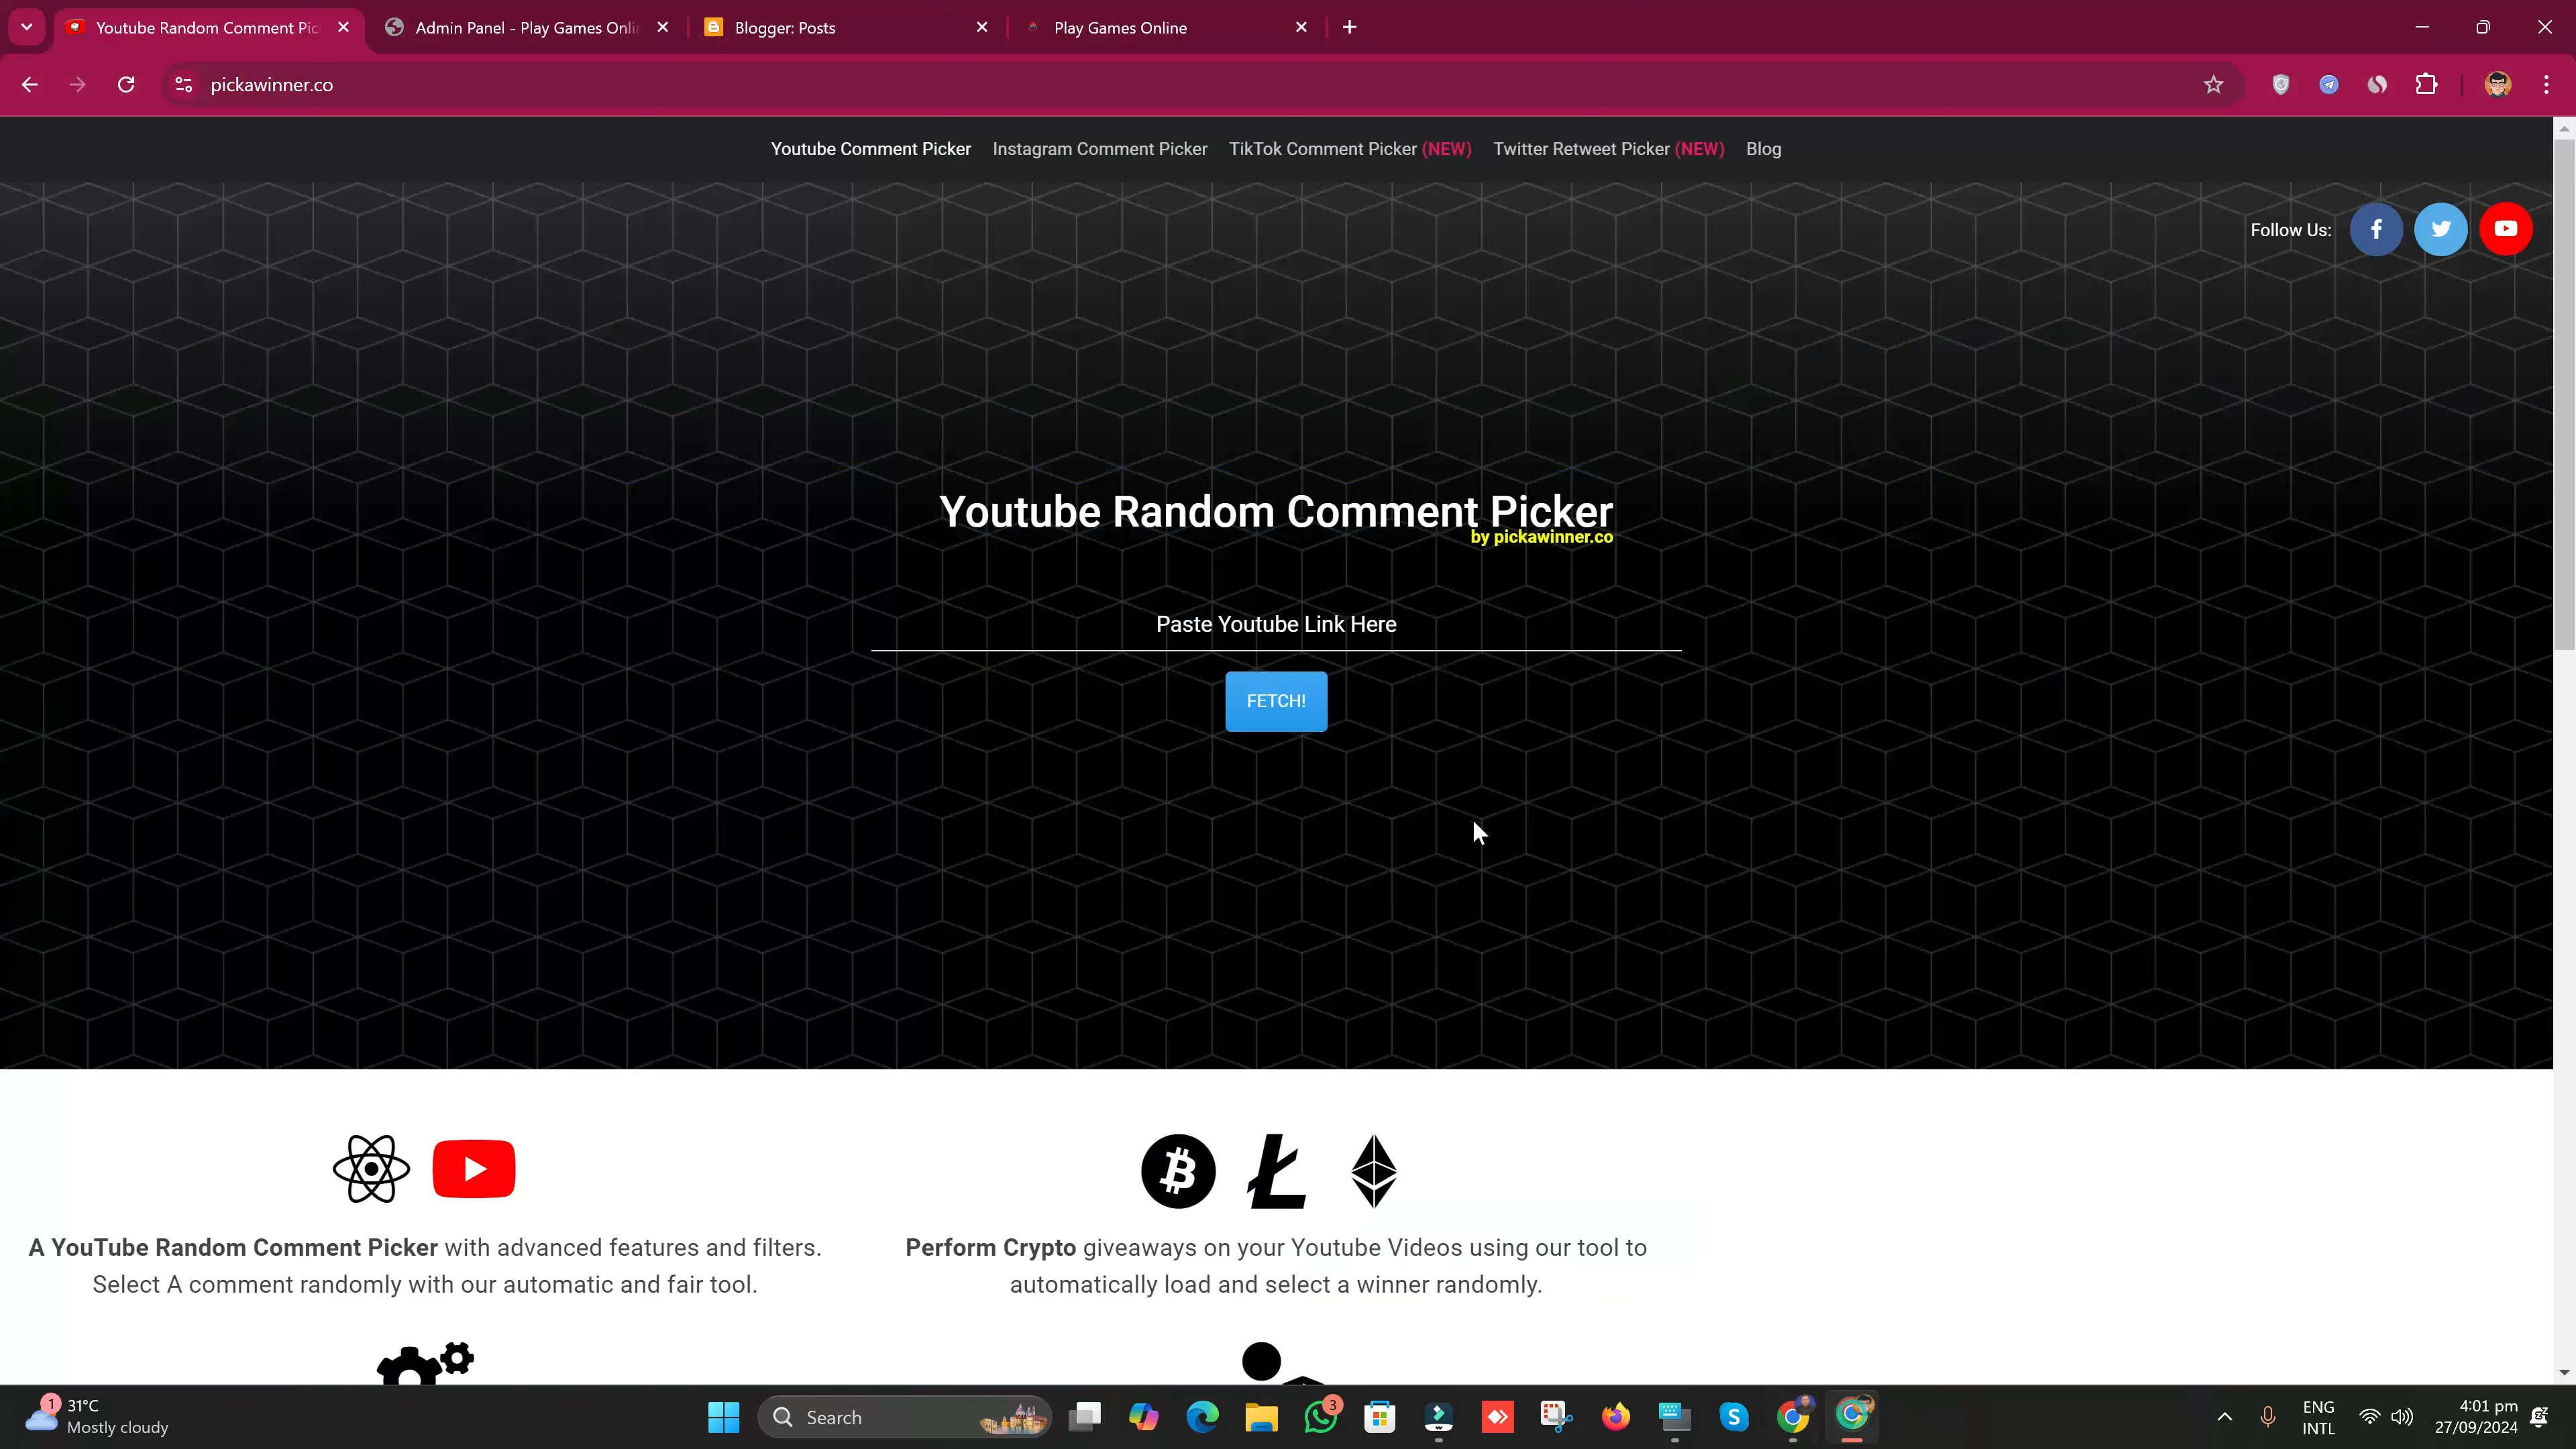 Youtube Random Comment Pic
Admin Panel - Play Games Onli
Blogger: Posts
Play Games Online
pickawinner.co
Youtube Comment Picker
Instagram Comment Picker
TikTok Comment Picker (NEW)
Twitter Retweet Picker (NEW)
Blog
Follow Us:
Youtube Random Comment Picker
by pickawinner.co
Paste Youtube Link Here
FETCH!
A YouTube Random Comment Picker with advanced features and filters.
Select A comment randomly with our automatic and fair tool.
Perform Crypto giveaways on your Youtube Videos using our tool to
automatically load and select a winner randomly.
1
31°C
Mostly cloudy
Search
3
ENG
INTL
4:01 pm
27/09/2024